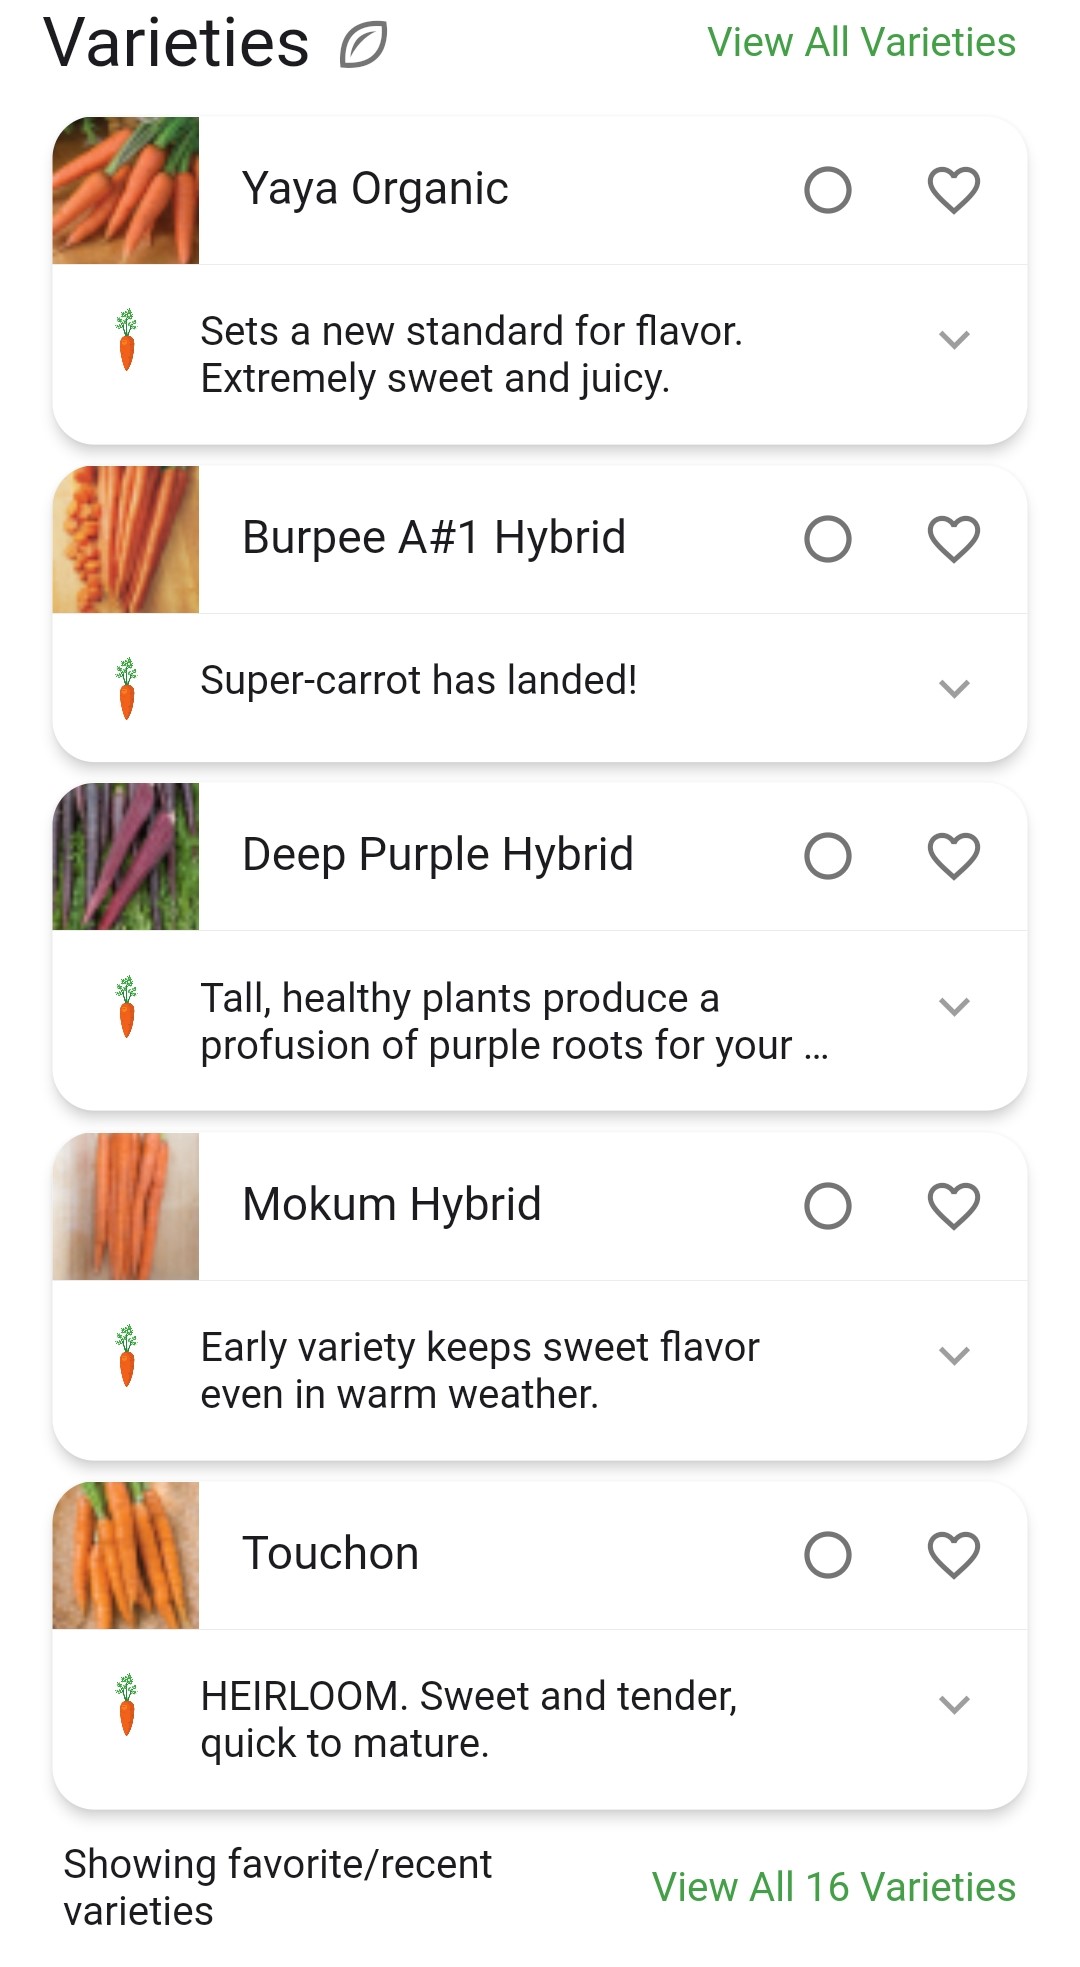 Varieties
View All Varieties
Yaya Organic
Sets a new standard for flavor.
Extremely sweet and juicy.
Burpee A#1 Hybrid
Super-carrot has landed!
Deep Purple Hybrid
Tall, healthy plants produce a
profusion of purple roots for your ...
Mokum Hybrid
Early variety keeps sweet flavor
even in warm weather.
Touchon
HEIRLOOM. Sweet and tender,
quick to mature.
Showing favorite/recent
varieties
View All 16 Varieties